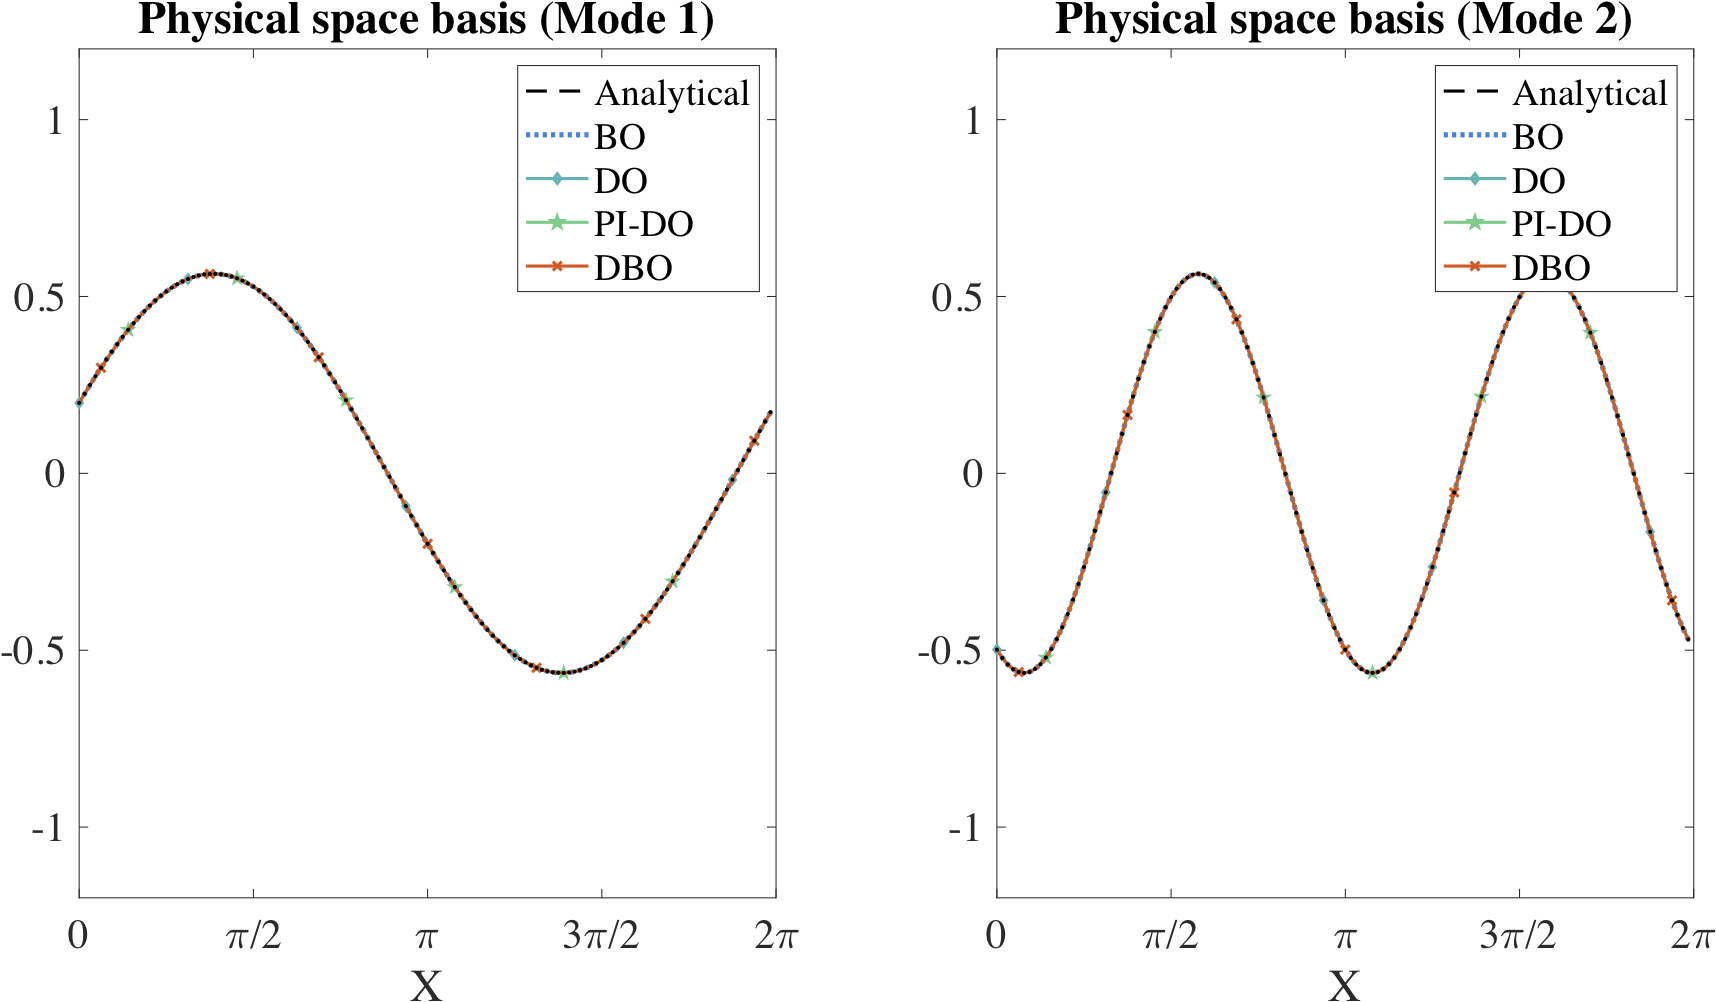 Physical space basis (Mode 1)
1
0.5
0
-0.5
-1
Analytical
BO
DO
PI-DO
DBO
0 π/2 π 3π/2 2π
X
Physical space basis (Mode 2)
1
0.5
0
-0.5
-1
Analytical
BO
DO
PI-DO
DBO
0 π/2 π 3π/2 2π
X